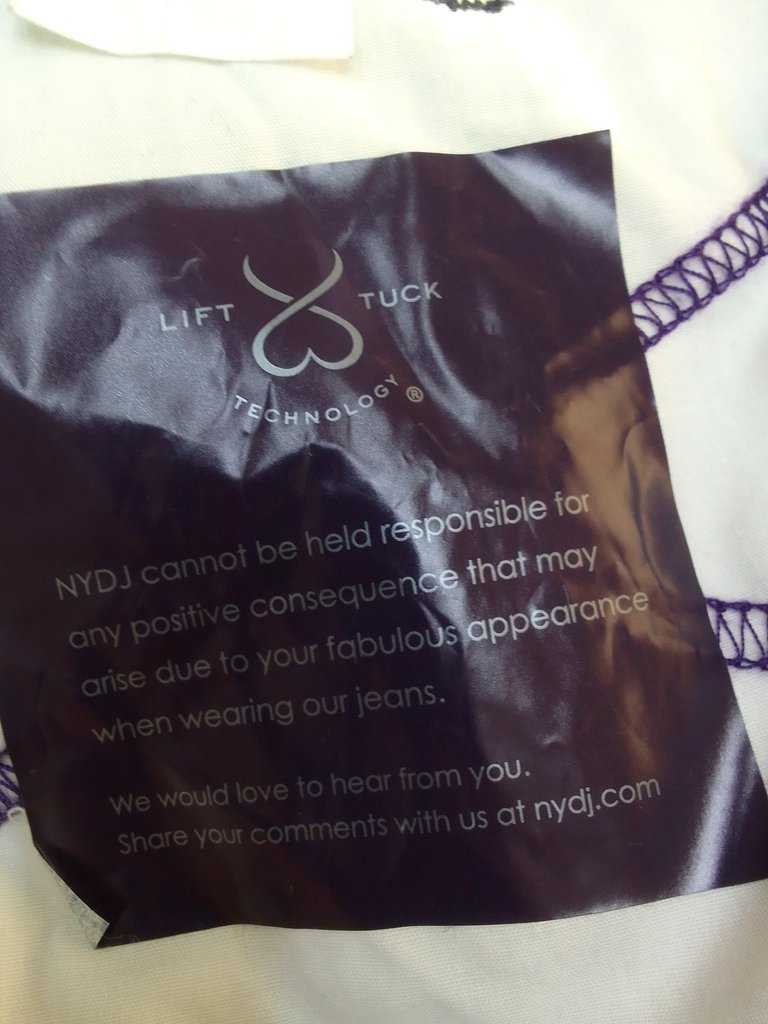 LIFT TUCK
TECHNOLOGY®
NYDJ cannot be held responsible for
any positive consequence that may
arise due to your fabulous appearance
when wearing our jeans.
We would love to hear from you.
Share your comments with us at nydj.com